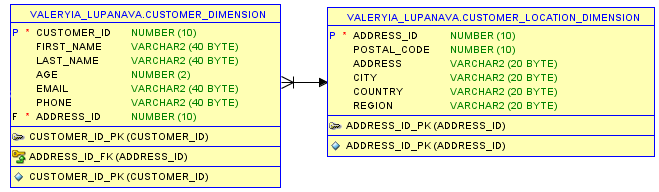 VALERYIA_LUPANAVA.CUSTOMER_DIMENSION
P * CUSTOMER_ID NUMBER (10)
FIRST_NAME VARCHAR2 (40 BYTE)
LAST_NAME VARCHAR2 (40 BYTE)
AGE NUMBER (2)
EMAIL VARCHAR2 (40 BYTE)
PHONE VARCHAR2 (40 BYTE)
F * ADDRESS_ID NUMBER (10)
CUSTOMER_ID_PK (CUSTOMER_ID)
ADDRESS_ID_FK (ADDRESS_ID)
CUSTOMER_ID_PK (CUSTOMER_ID)
VALERYIA_LUPANAVA.CUSTOMER_LOCATION_DIMENSION
P * ADDRESS_ID NUMBER (10)
POSTAL_CODE NUMBER (10)
ADDRESS VARCHAR2 (20 BYTE)
CITY VARCHAR2 (20 BYTE)
COUNTRY VARCHAR2 (20 BYTE)
REGION VARCHAR2 (20 BYTE)
ADDRESS_ID_PK (ADDRESS_ID)
ADDRESS_ID_PK (ADDRESS_ID)